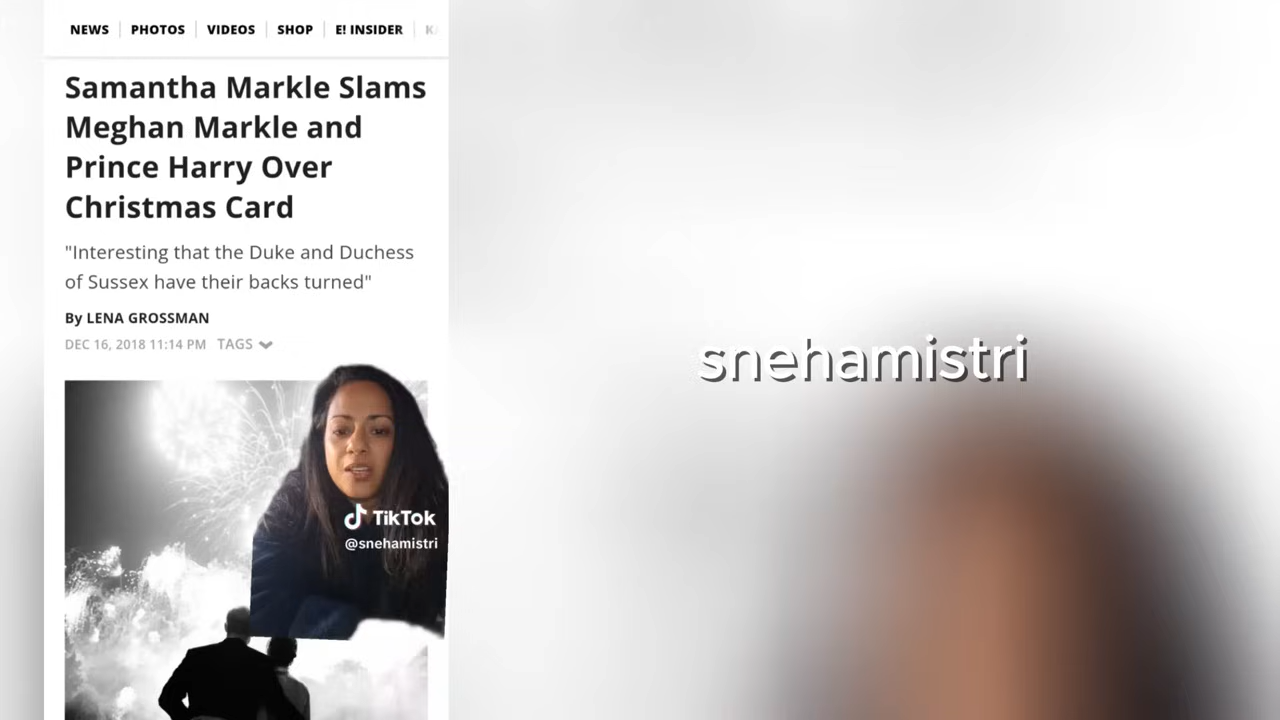 NEWS PHOTOS VIDEOS SHOP E! INSIDER
Samantha Markle Slams
Meghan Markle and
Prince Harry Over
Christmas Card
"Interesting that the Duke and Duchess
of Sussex have their backs turned"
By LENA GROSSMAN
DEC 16, 2018 11:14 PM TAGS
TikTok
@snehamistri
snehamistri